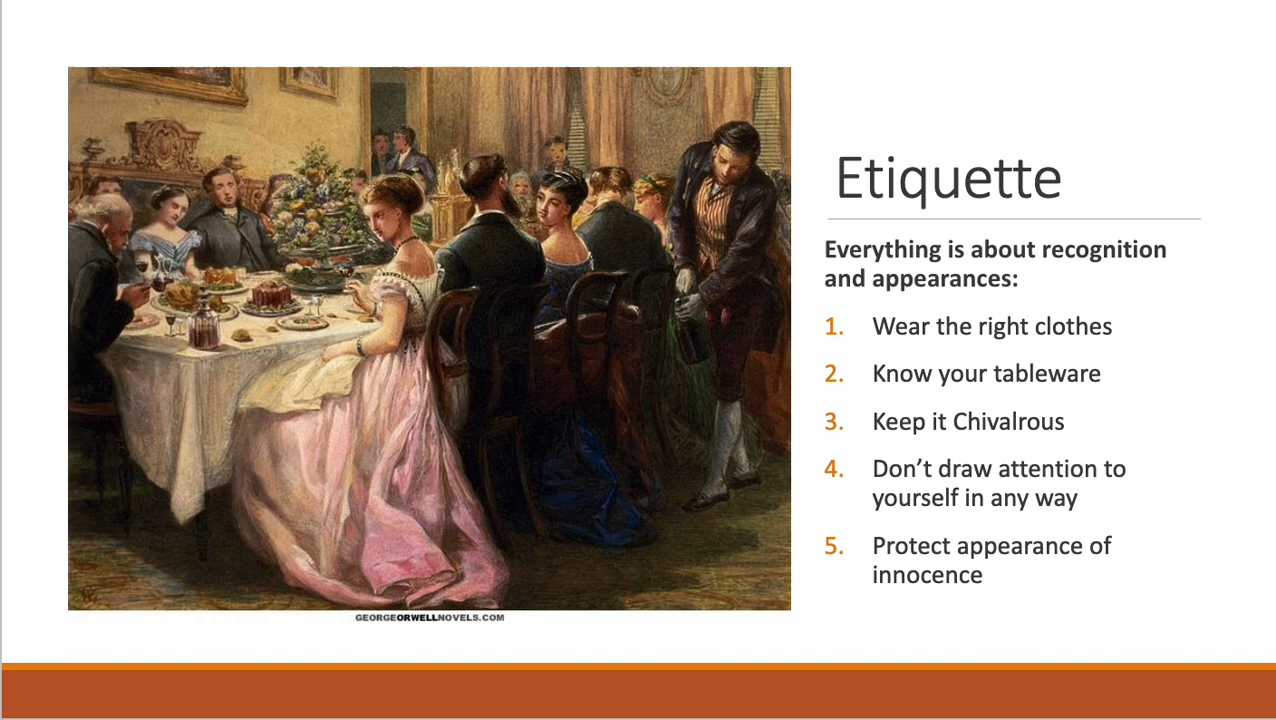 Etiquette
Everything is about recognition
and appearances:
1. Wear the right clothes
2. Know your tableware
3. Keep it Chivalrous
4. Don’t draw attention to
yourself in any way
5. Protect appearance of
innocence
GEORGEORWELLNOVELS.COM